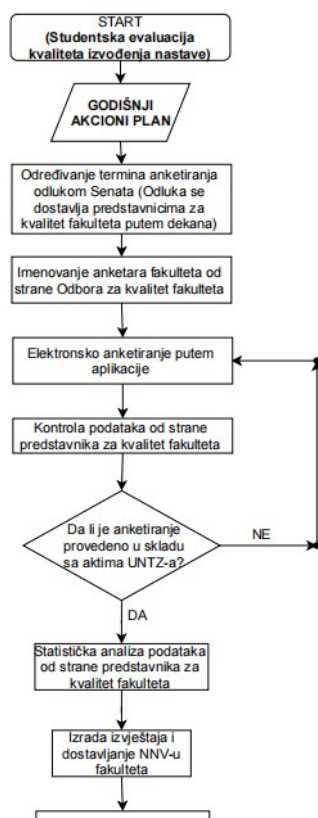 START
(Studentska evaluacija
kvaliteta izvođenja nastave)
GODIŠNJI
AKCIONI PLAN
Određivanje termina anketiranja
odlukom Senata (Odluka se
dostavlja predstavnicima za
kvalitet fakulteta putem dekana)
Imenovanje anketara fakulteta od
strane Odbora za kvalitet fakulteta
Elektronsko anketiranje putem
aplikacije
Kontrola podataka od strane
predstavnika za kvalitet fakulteta
Da li je anketiranje
provedeno u skladu
sa aktima UNTZ-a?
NE
DA
Statistička analiza podataka
od strane predstavnika za
kvalitet fakulteta
Izrada izvještaja i
dostavljanje NNV-u
fakulteta